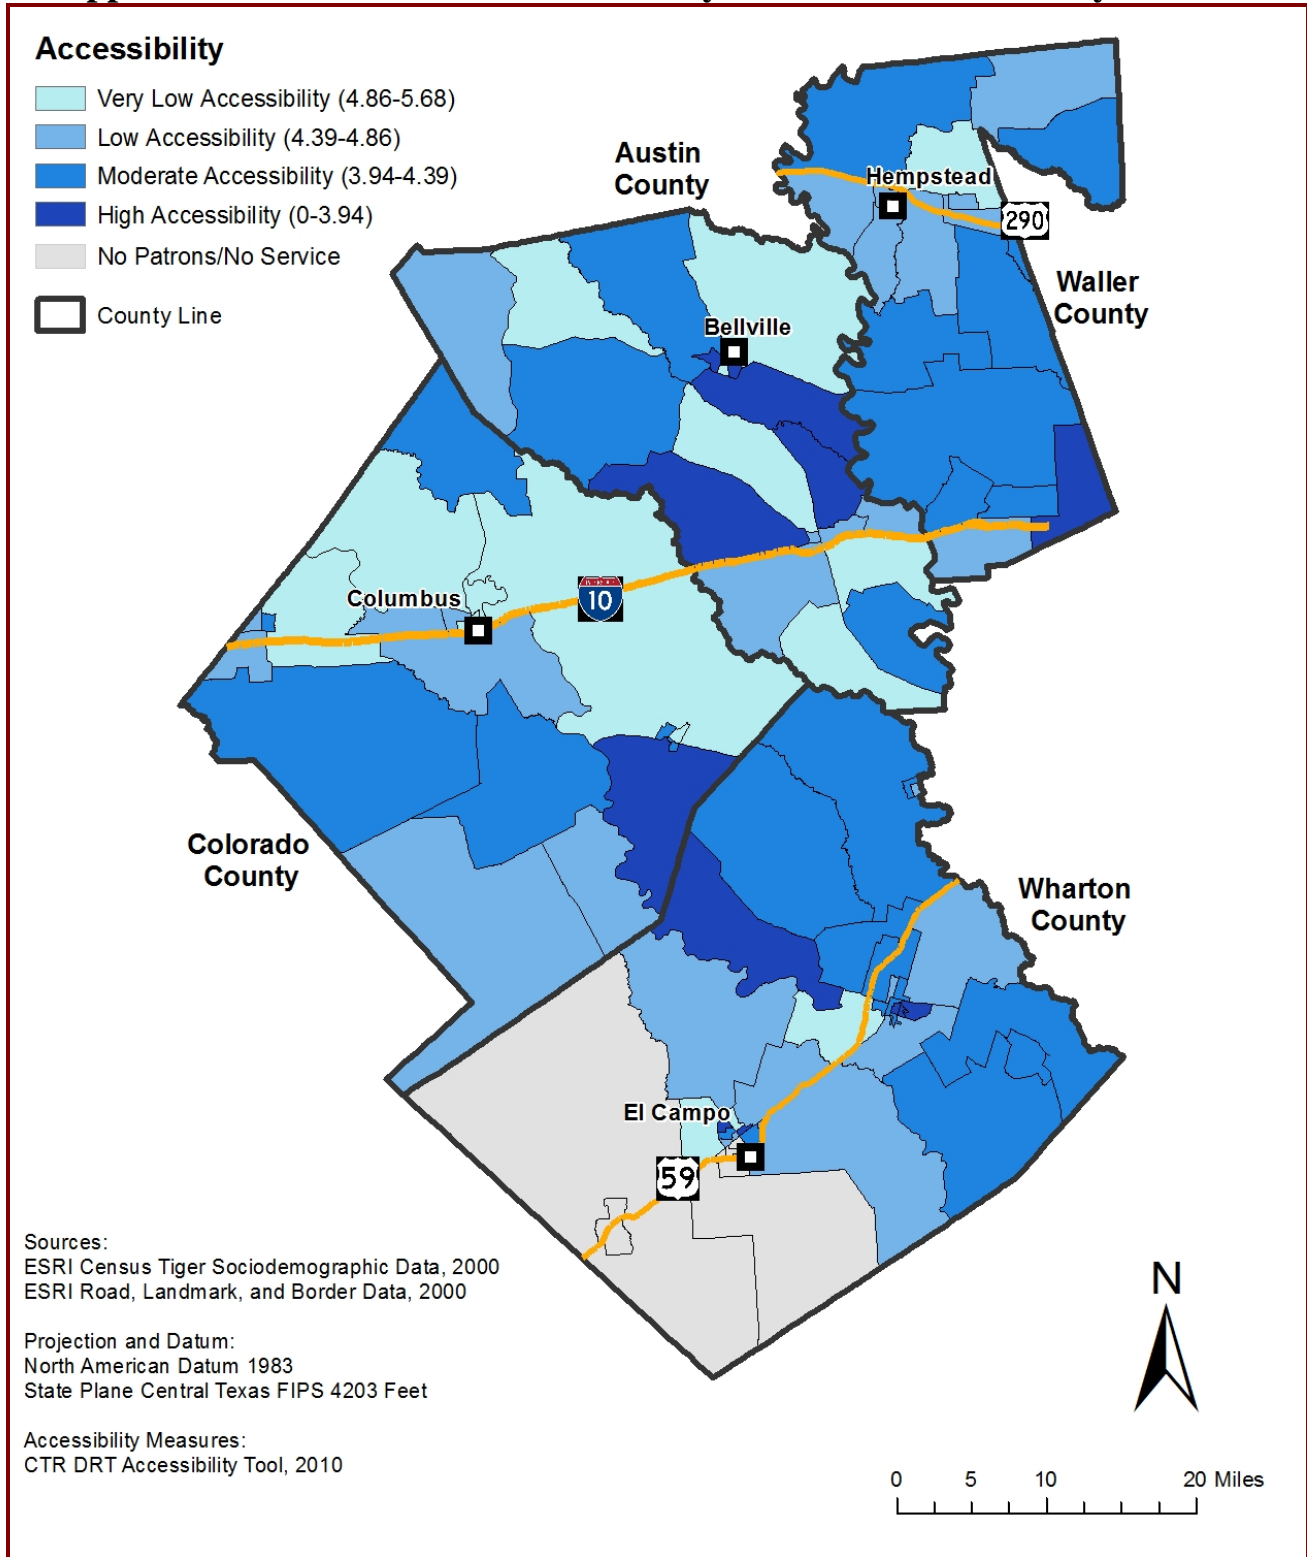 Accessibility
Very Low Accessibility (4.86-5.68)
Low Accessibility (4.39-4.86)
Moderate Accessibility (3.94-4.39)
High Accessibility (0-3.94)
No Patrons/No Service
County Line
Austin
County
Hempstead
290
Waller
County
Bellville
Columbus
10
Colorado
County
Wharton
County
El Campo
59
Sources:
ESRI Census Tiger Sociodemographic Data, 2000
ESRI Road, Landmark, and Border Data, 2000
Projection and Datum:
North American Datum 1983
State Plane Central Texas FIPS 4203 Feet
Accessibility Measures:
CTR DRT Accessibility Tool, 2010
N
0 5 10 20 Miles